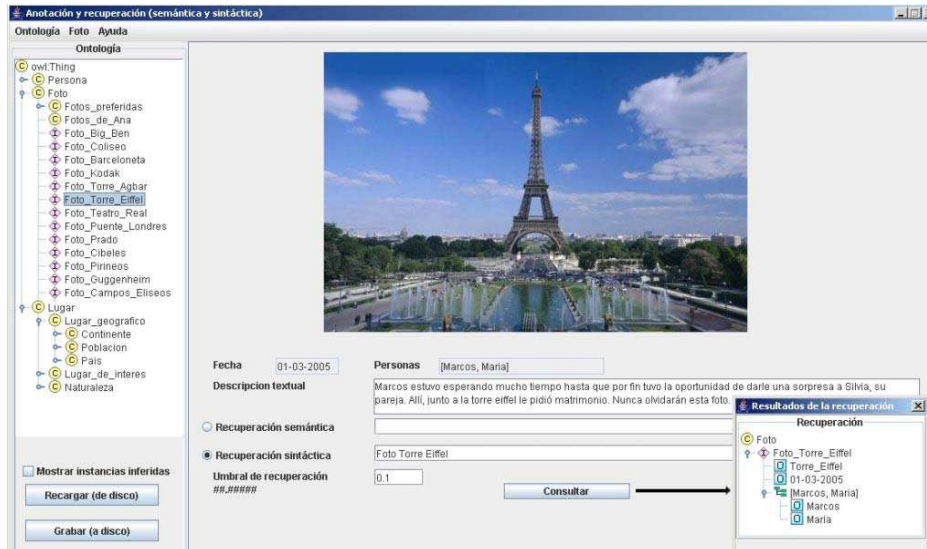 Anotación y recuperación (semántica y sintáctica)
Ontología Foto Ayuda
Ontología
owl:Thing
Persona
Foto
Fotos_preferidas
Fotos_de_Ana
Foto_Big_Ben
Foto_Coliseo
Foto_Barceloneta
Foto_Kodak
Foto_Torre_Agbar
Foto_Torre_Eiffel
Foto_Teatro_Real
Foto_Puente_Londres
Foto_Prado
Foto_Cibeles
Foto_Pirineos
Foto_Guggenheim
Foto_Campos_Eliseos
Lugar
Lugar_geografico
Continente
Poblacion
Pais
Lugar_de_interes
Naturaleza
Mostrar instancias inferidas
Recargar (de disco)
Grabar (a disco)
Fecha 01-03-2005 Personas [Marcos, Maria]
Descripcion textual
Marcos estuvo esperando mucho tiempo hasta que por fin tuvo la oportunidad de darle una sorpresa a Silvia, su
pareja. Allí, junto a la torre eiffel le pidió matrimonio. Nunca olvidarán esta foto.
Recuperación semántica
Recuperación sintáctica Foto Torre Eiffel
Umbral de recuperación 0.1
##.#####
Consultar
Resultados de la recuperación
Recuperación
Foto
Foto_Torre_Eiffel
Torre_Eiffel
01-03-2005
[Marcos, Maria]
Marcos
Maria